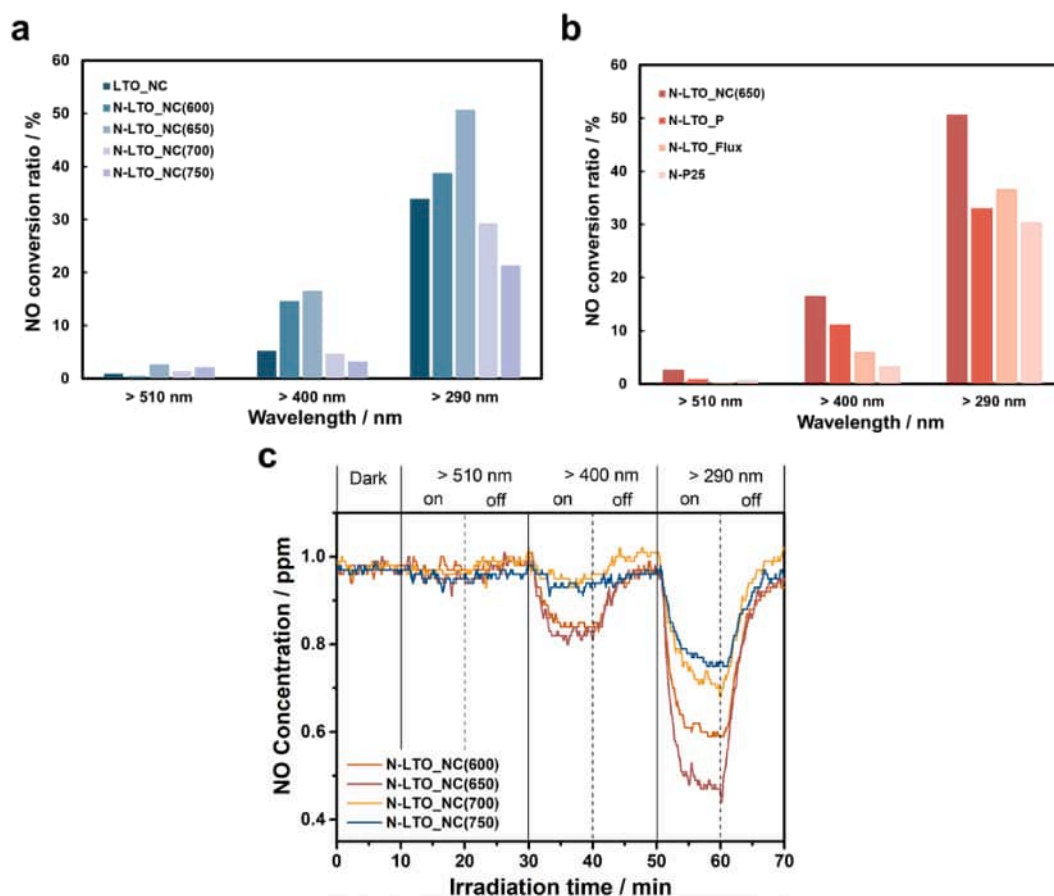 a
NO conversion ratio / %
60
50
40
30
20
10
0
LTO_NC
N-LTO_NC(600)
N-LTO_NC(650)
N-LTO_NC(700)
N-LTO_NC(750)
> 510 nm > 400 nm > 290 nm
Wavelength / nm
b
NO conversion ratio / %
60
50
40
30
20
10
0
N-LTO_NC(650)
N-LTO_P
N-LTO_Flux
N-P25
> 510 nm > 400 nm > 290 nm
Wavelength / nm
c
Dark > 510 nm > 400 nm > 290 nm
on off on off on off
NO Concentration / ppm
1.0
0.8
0.6
0.4
N-LTO_NC(600)
N-LTO_NC(650)
N-LTO_NC(700)
N-LTO_NC(750)
0 10 20 30 40 50 60 70
Irradiation time / min